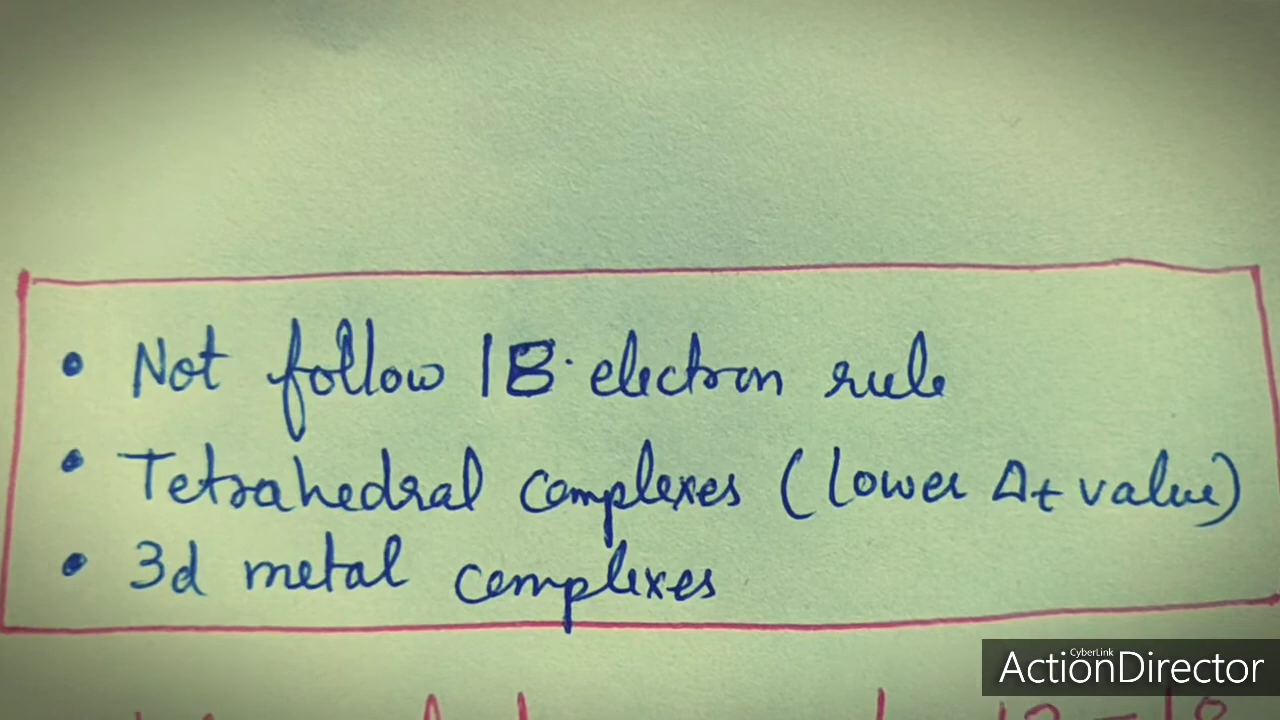 • Not follow 18 electron rule
• Tetrahedral complexes (lower Δt value)
• 3d metal complexes
CyberLink
ActionDirector